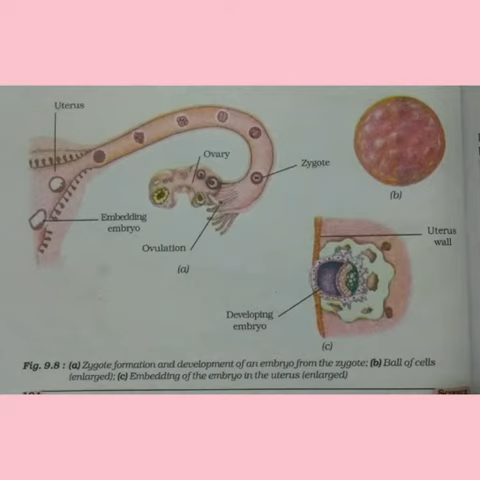 Uterus
Ovary
Zygote
Embedding
embryo
Ovulation
(a)
(b)
Uterus
wall
Developing
embryo
(c)
Fig. 9.8 : (a) Zygote formation and development of an embryo from the zygote; (b) Ball of cells
(enlarged); (c) Embedding of the embryo in the uterus (enlarged)